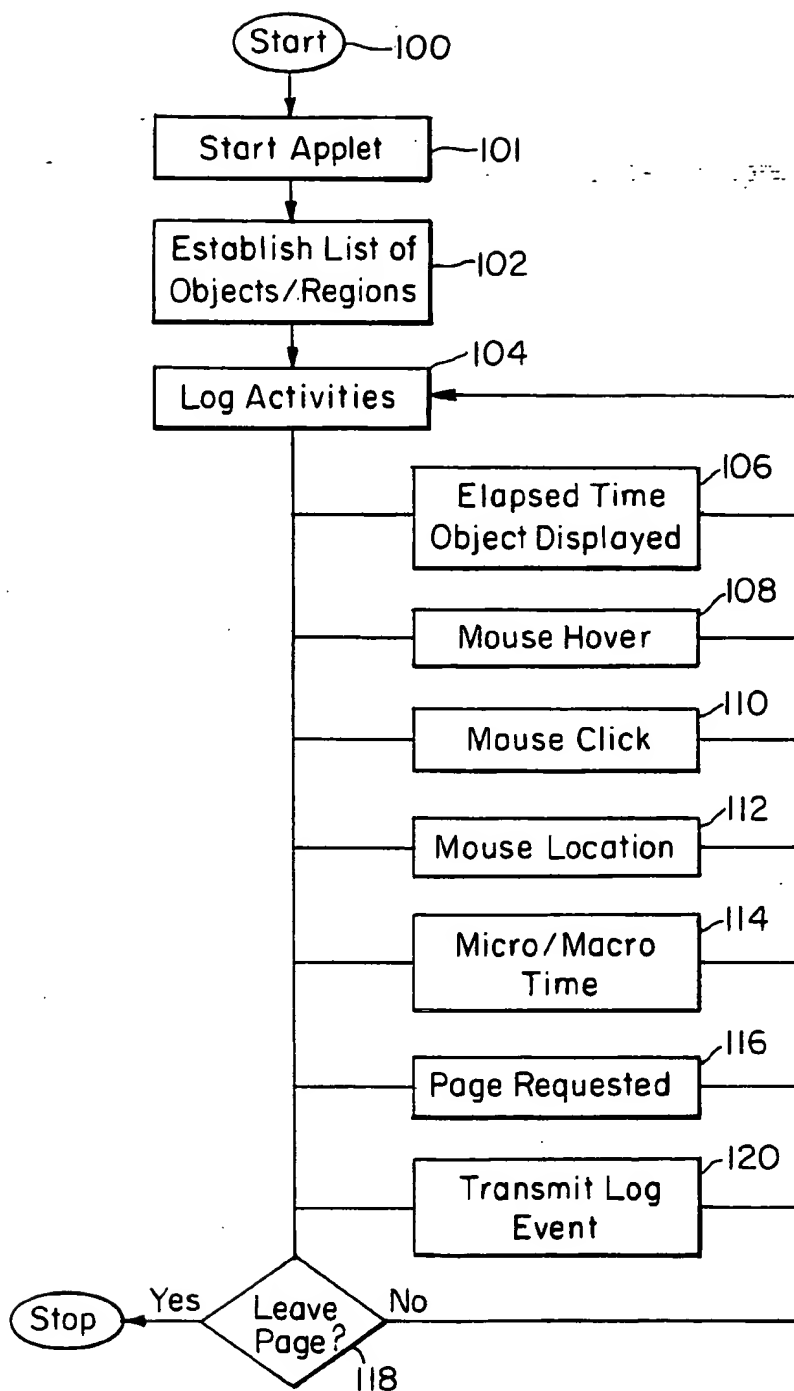 Start
100
Start Applet
101
Establish List of
Objects/Regions
102
104
Log Activities
106
Elapsed Time
Object Displayed
108
Mouse Hover
110
Mouse Click
112
Mouse Location
114
Micro/Macro
Time
116
Page Requested
120
Transmit Log
Event
Stop
Yes
Leave
Page?
No
118